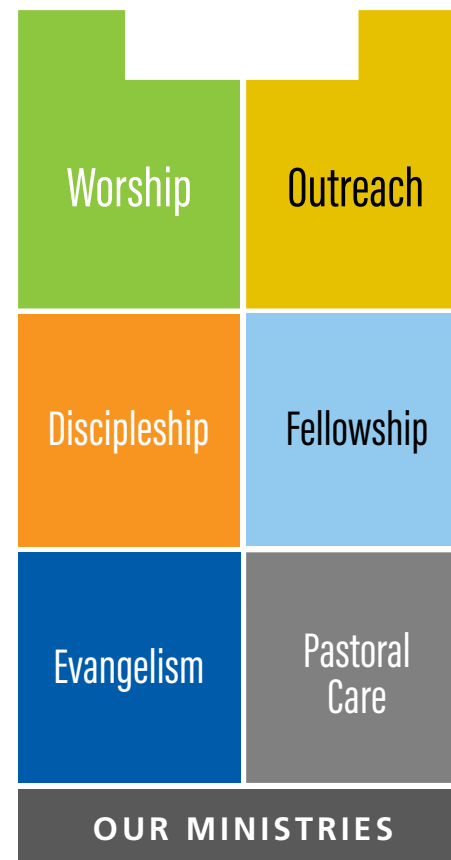 Worship
Outreach
Discipleship
Fellowship
Evangelism
Pastoral
Care
OUR MINISTRIES